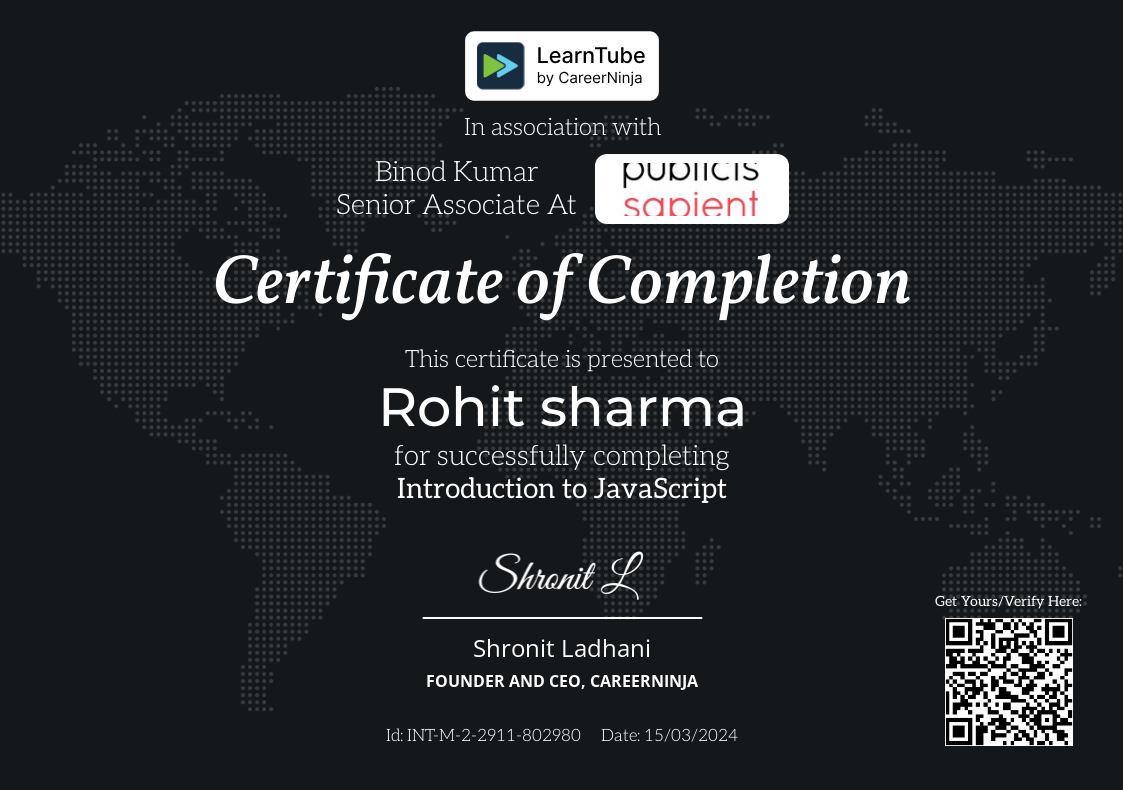 LearnTube
by CareerNinja
In association with
Binod Kumar
Senior Associate At
publicis
sapient
Certificate of Completion
This certificate is presented to
Rohit sharma
for successfully completing
Introduction to JavaScript
Shronit L
Shronit Ladhani
FOUNDER AND CEO, CAREERNINJA
Get Yours/Verify Here:
Id: INT-M-2-2911-802980 Date: 15/03/2024